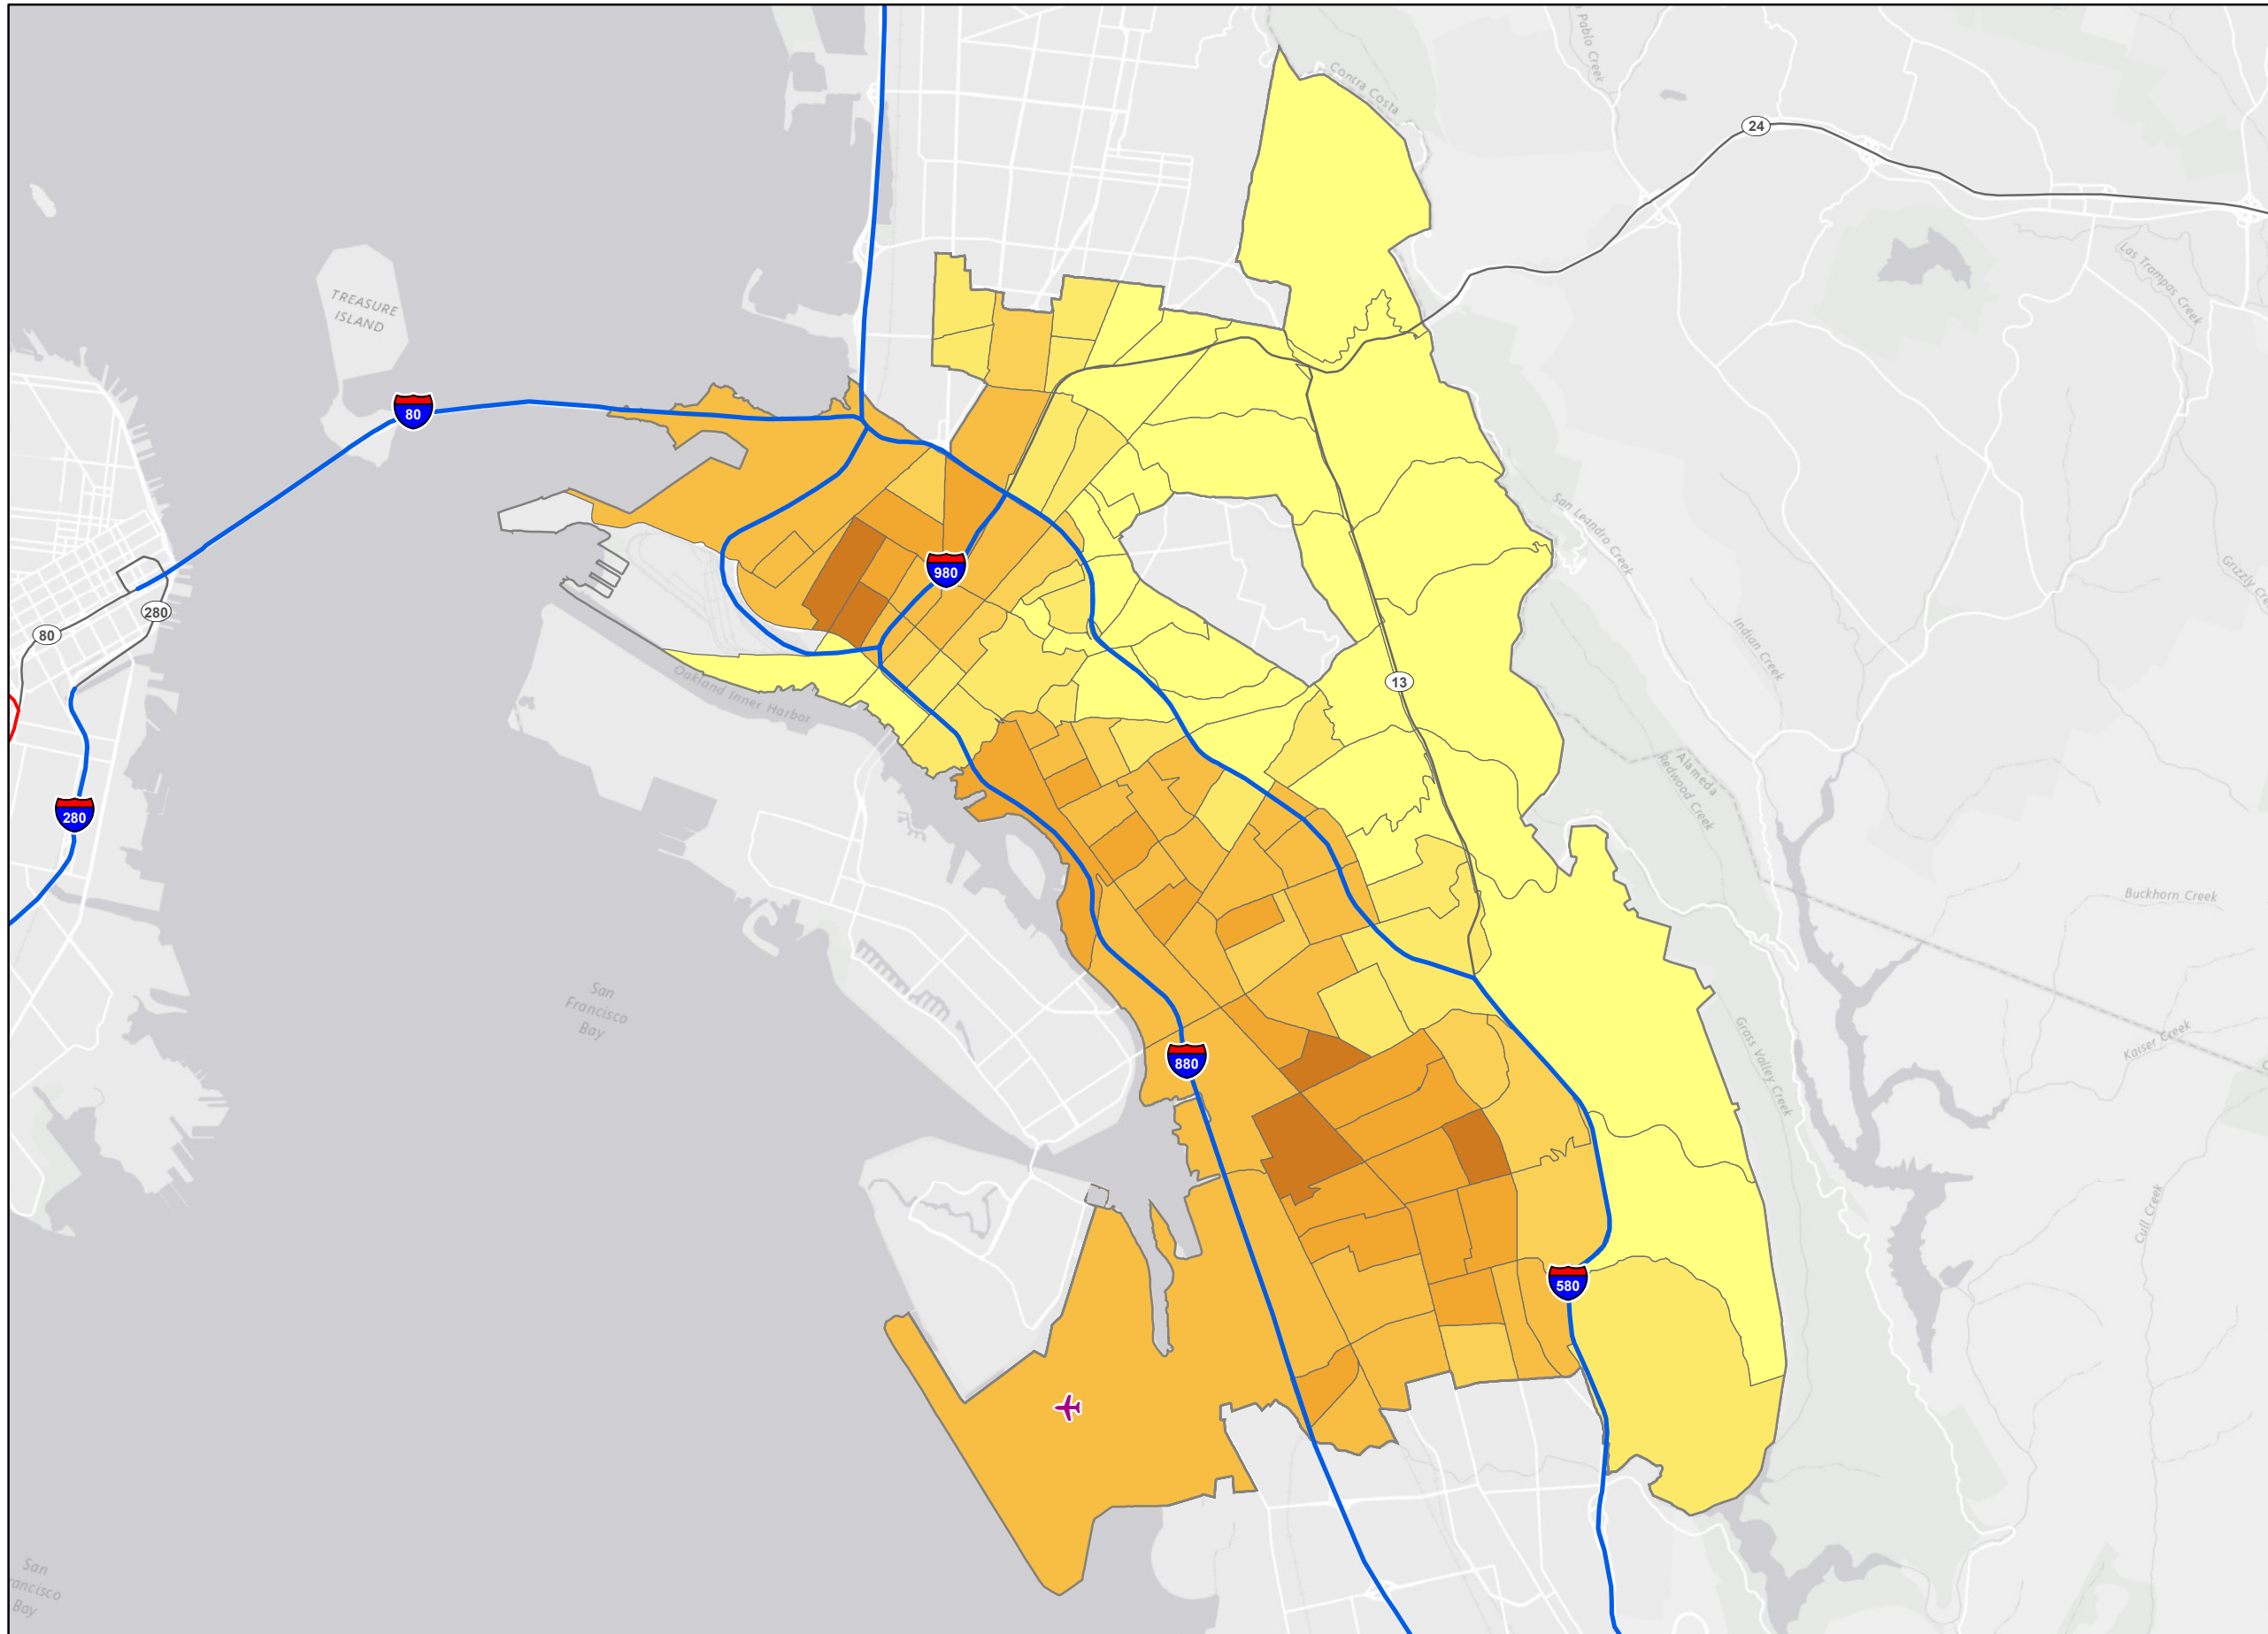 Pablo Creek
Contra Costa
24
Las Trampas Creek
TREASURE
ISLAND
80
San Leandro Creek
980
Grizzly
280
80
Indian Creek
13
Oakland Inner Harbor
Alameda
Redwood Creek
280
Buckhorn Creek
San
Francisco
Bay
Grass Valley Creek
Kaiser Creek
880
Cull Creek
580
San
ancisco
Bay